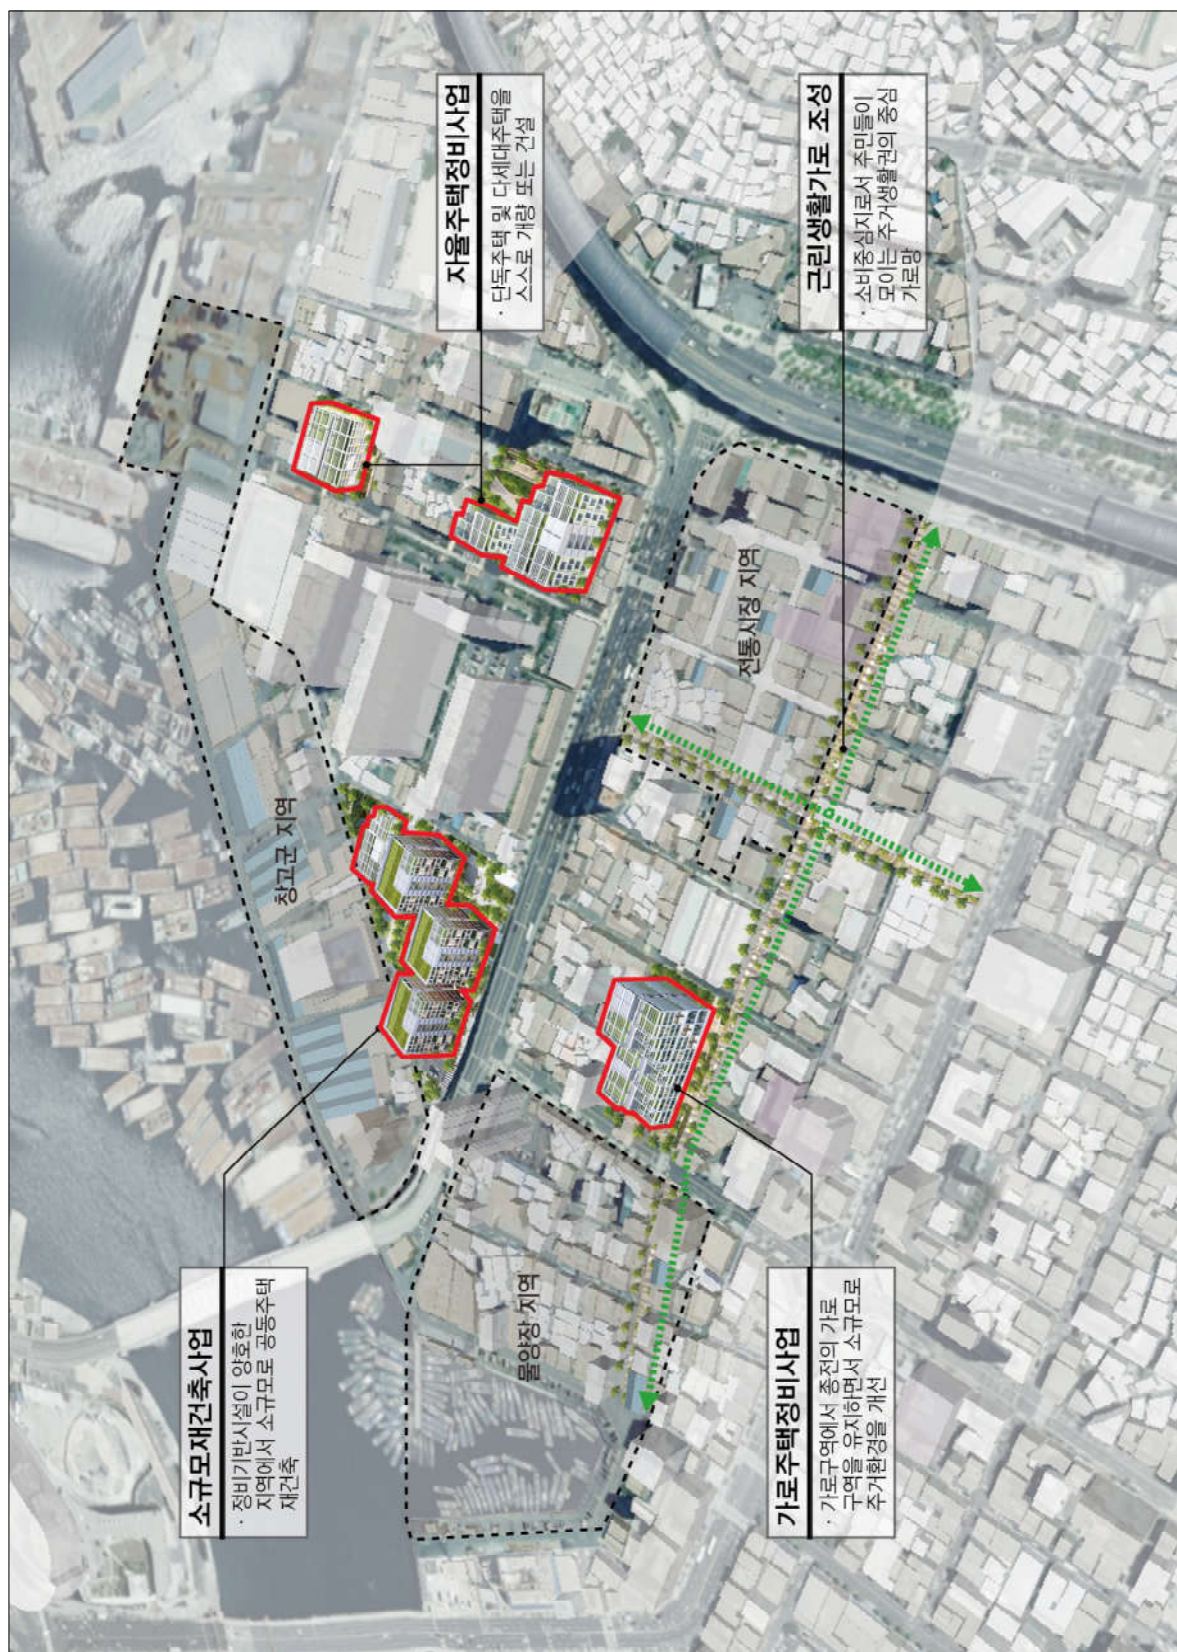 소규모재건축사업
· 정비기반시설이 양호한
지역에서 소규모로 공동주택
재건축
자율주택정비사업
· 단독주택 및 다세대주택을
스스로 개량 또는 건설
창고군 지역
물양장 지역
전통시장 지역
가로주택정비사업
· 가로구역에서 종전의 가로
구역을 유지하면서 소규모로
주거환경을 개선
근린생활가로 조성
· 소비중심지로서 주민들이
모이는 주거생활권의 중심
가로망